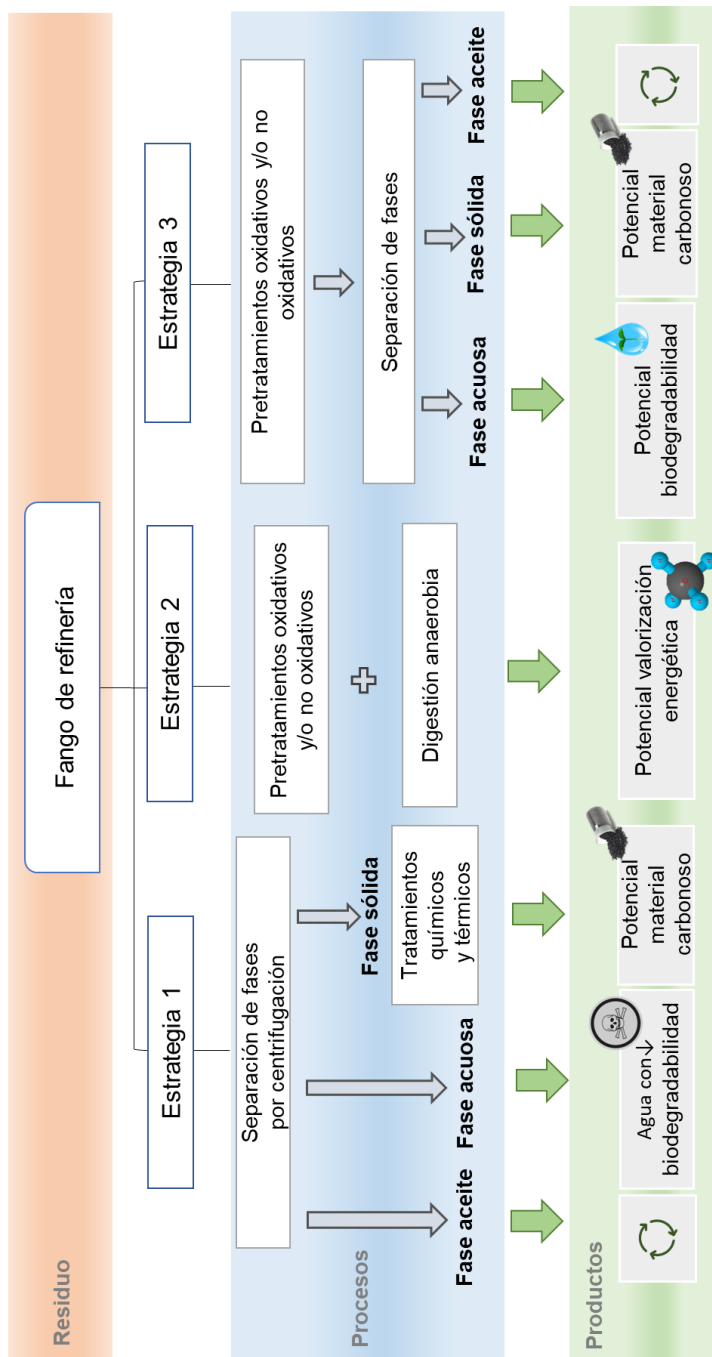 Residuo
Fango de refinería
Estrategia 1
Estrategia 2
Estrategia 3
Procesos
Separación de fases
por centrifugación
Fase aceite
Fase acuosa
Fase sólida
Tratamientos
químicos
y térmicos
Pretratamientos oxidativos
y/o no oxidativos
Digestión anaerobia
Pretratamientos oxidativos y/o no
oxidativos
Separación de fases
Fase acuosa
Fase sólida
Fase aceite
Productos
Agua con↓
biodegradabilidad
Potencial
material
carbonoso
Potencial valorización
energética
Potencial
biodegradabilidad
Potencial
material
carbonoso